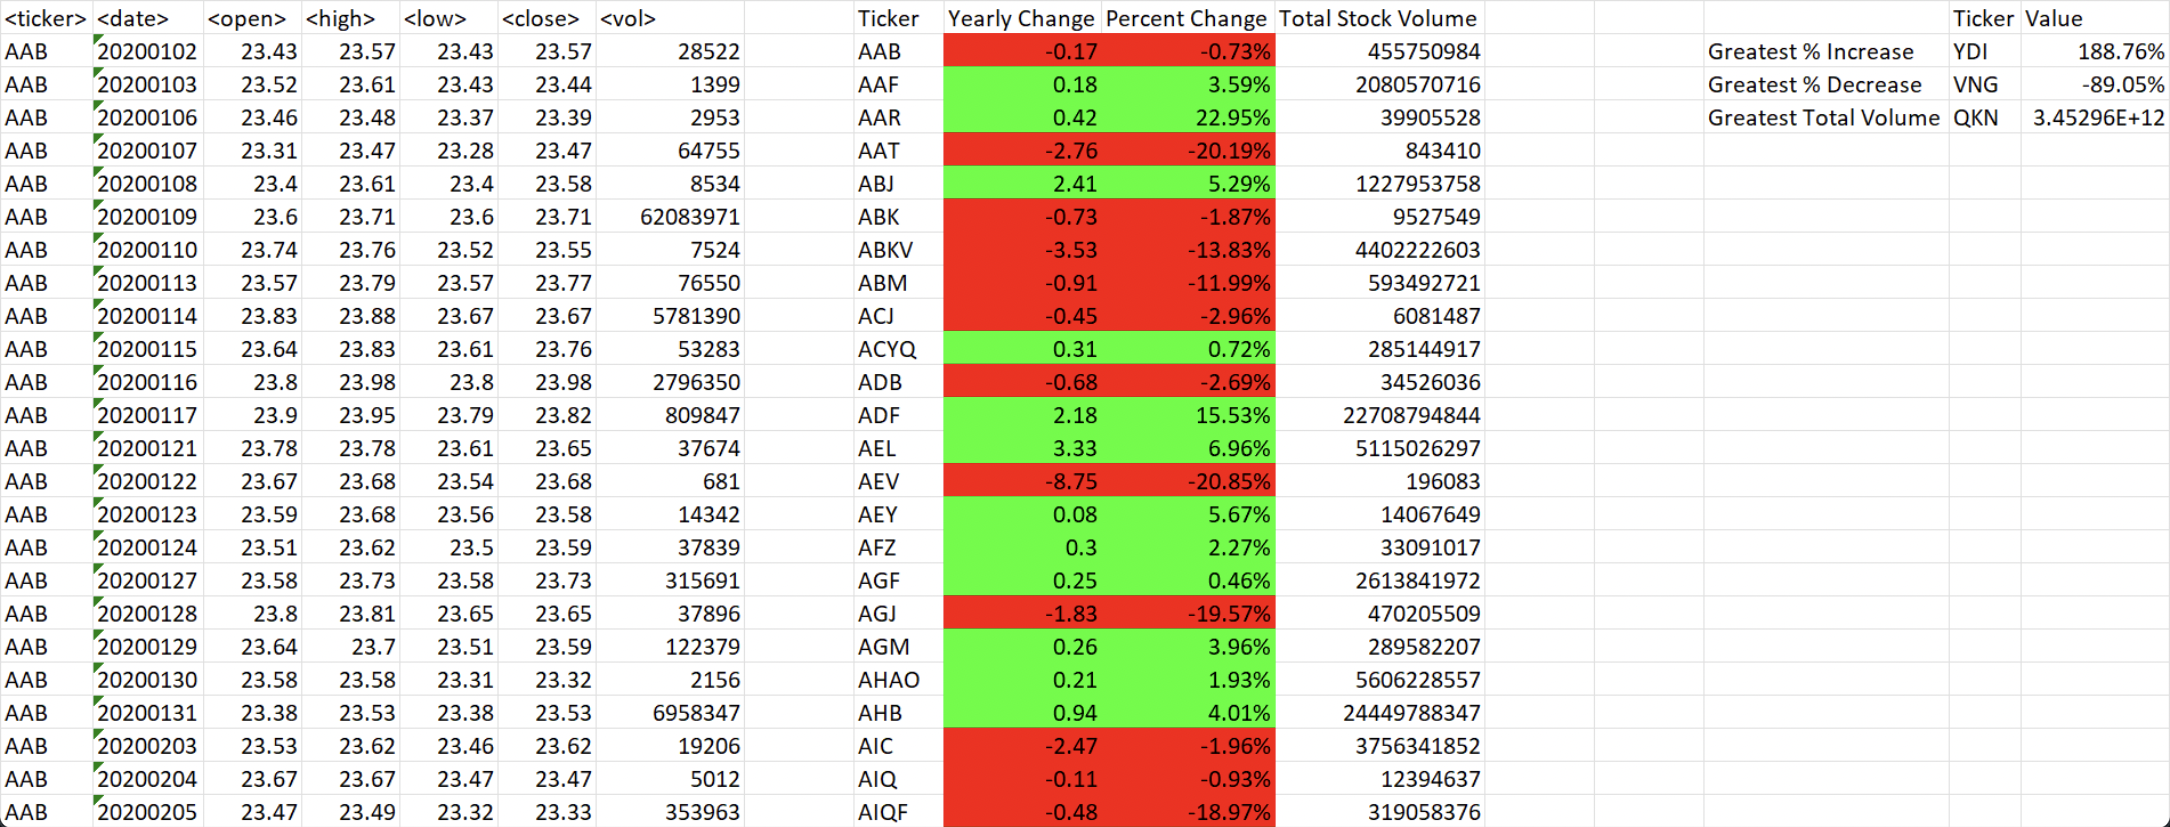 <ticker> <date> <open> <high> <low> <close> <vol> Ticker Yearly Change Percent Change Total Stock Volume Ticker Value
AAB 20200102 23.43 23.57 23.43 23.57 28522 AAB -0.17 -0.73% 455750984 Greatest % Increase YDI 188.76%
AAB 20200103 23.52 23.61 23.43 23.44 1399 AAF 0.18 3.59% 2080570716 Greatest % Decrease VNG -89.05%
AAB 20200106 23.46 23.48 23.37 23.39 2953 AAR 0.42 22.95% 39905528 Greatest Total Volume QKN 3.45296E+12
AAB 20200107 23.31 23.47 23.28 23.47 64755 AAT -2.76 -20.19% 843410
AAB 20200108 23.4 23.61 23.4 23.58 8534 ABJ 2.41 5.29% 1227953758
AAB 20200109 23.6 23.71 23.6 23.71 62083971 ABK -0.73 -1.87% 9527549
AAB 20200110 23.74 23.76 23.52 23.55 7524 ABKV -3.53 -13.83% 4402222603
AAB 20200113 23.57 23.79 23.57 23.77 76550 ABM -0.91 -11.99% 593492721
AAB 20200114 23.83 23.88 23.67 23.67 5781390 ACJ -0.45 -2.96% 6081487
AAB 20200115 23.64 23.83 23.61 23.76 53283 ACYQ 0.31 0.72% 285144917
AAB 20200116 23.8 23.98 23.8 23.98 2796350 ADB -0.68 -2.69% 34526036
AAB 20200117 23.9 23.95 23.79 23.82 809847 ADF 2.18 15.53% 22708794844
AAB 20200121 23.78 23.78 23.61 23.65 37674 AEL 3.33 6.96% 5115026297
AAB 20200122 23.67 23.68 23.54 23.68 681 AEV -8.75 -20.85% 196083
AAB 20200123 23.59 23.68 23.56 23.58 14342 AEY 0.08 5.67% 14067649
AAB 20200124 23.51 23.62 23.5 23.59 37839 AFZ 0.3 2.27% 33091017
AAB 20200127 23.58 23.73 23.58 23.73 315691 AGF 0.25 0.46% 2613841972
AAB 20200128 23.8 23.81 23.65 23.65 37896 AGJ -1.83 -19.57% 470205509
AAB 20200129 23.64 23.7 23.51 23.59 122379 AGM 0.26 3.96% 289582207
AAB 20200130 23.58 23.58 23.31 23.32 2156 AHAO 0.21 1.93% 5606228557
AAB 20200131 23.38 23.53 23.38 23.53 6958347 AHB 0.94 4.01% 24449788347
AAB 20200203 23.53 23.62 23.46 23.62 19206 AIC -2.47 -1.96% 3756341852
AAB 20200204 23.67 23.67 23.47 23.47 5012 AIQ -0.11 -0.93% 12394637
AAB 20200205 23.47 23.49 23.32 23.33 353963 AIQF -0.48 -18.97% 319058376